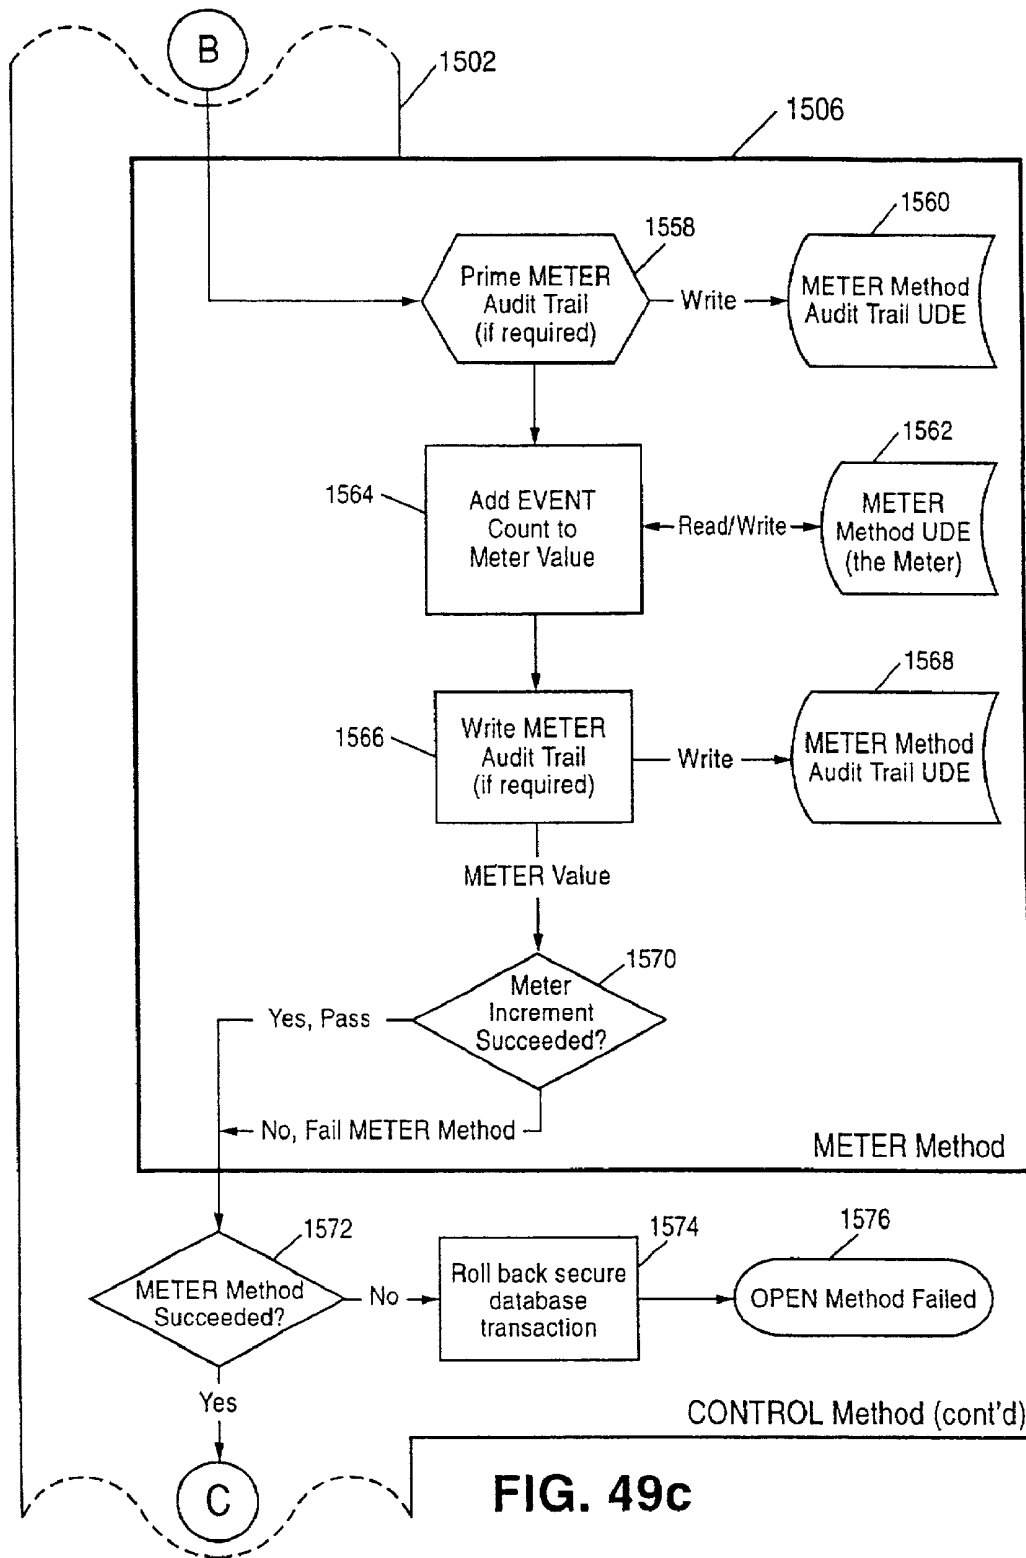 B
1502
1506
1558
1560
Prime METER
Audit Trail
(if required)
Write
METER Method
Audit Trail UDE
1562
1564
Add EVENT
Count to
Meter Value
Read/Write
METER
Method UDE
(the Meter)
1568
1566
Write METER
Audit Trail
(if required)
Write
METER Method
Audit Trail UDE
METER Value
1570
Meter
Increment
Succeeded?
Yes, Pass
No, Fail METER Method
METER Method
1572
1574
1576
METER Method
Succeeded?
No
Roll back secure
database
transaction
OPEN Method Failed
Yes
CONTROL Method (cont'd)
C
FIG. 49c